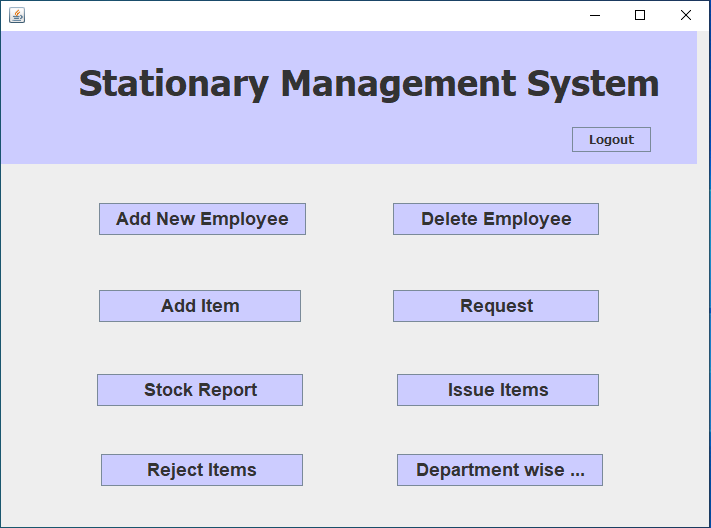 Stationary Management System
Logout
Add New Employee
Delete Employee
Add Item
Request
Stock Report
Issue Items
Reject Items
Department wise ...